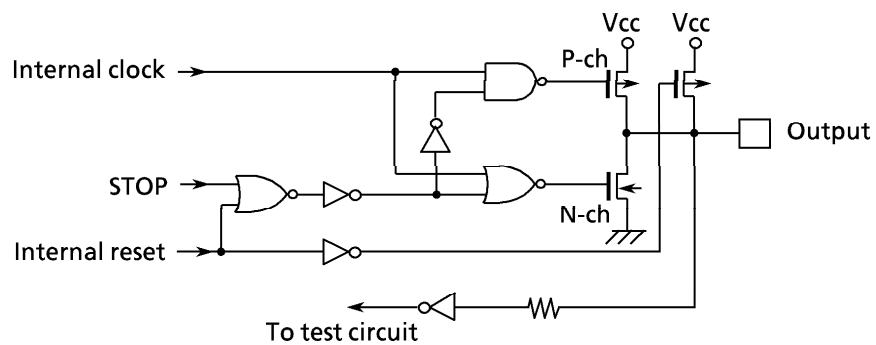 Vcc
Vcc
P-ch
Internal clock
Output
STOP
N-ch
Internal reset
To test circuit